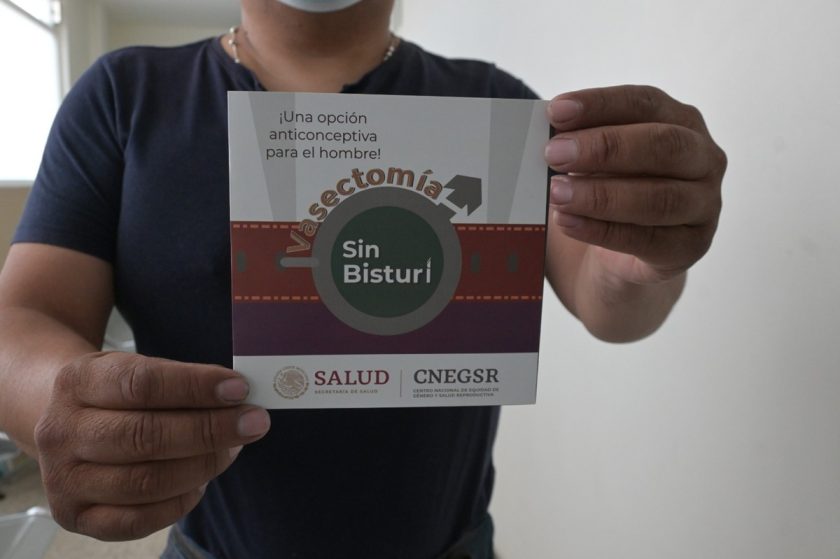 ¡Una opción
anticonceptiva
para el hombre!
Vasectomía
Sin
Bisturí
SALUD
SECRETARÍA DE SALUD
CNEGSR
CENTRO NACIONAL DE EQUIDAD DE
GÉNERO Y SALUD REPRODUCTIVA